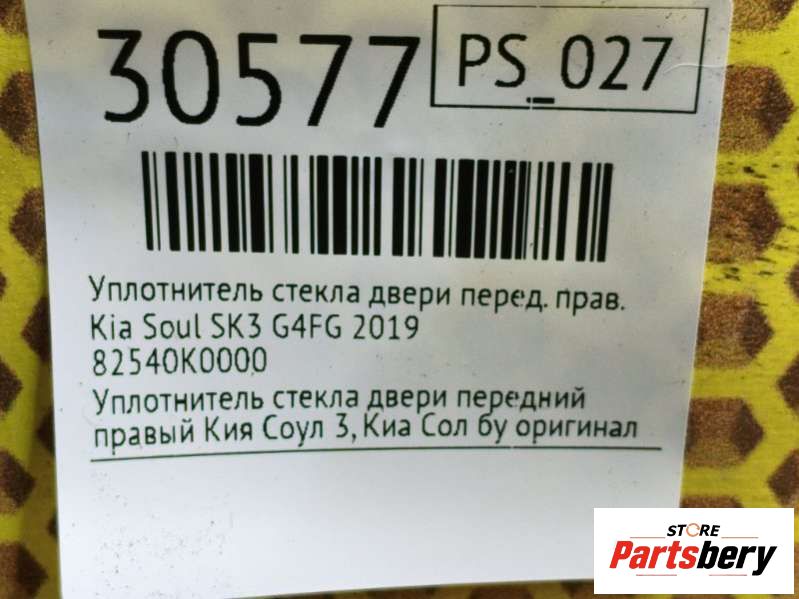 30577
PS_027
Уплотнитель стекла двери перед. прав.
Kia Soul SK3 G4FG 2019
82540K0000
Уплотнитель стекла двери передний
правый Кия Соул 3, Киа Сол бу оригинал
STORE
Partsbery